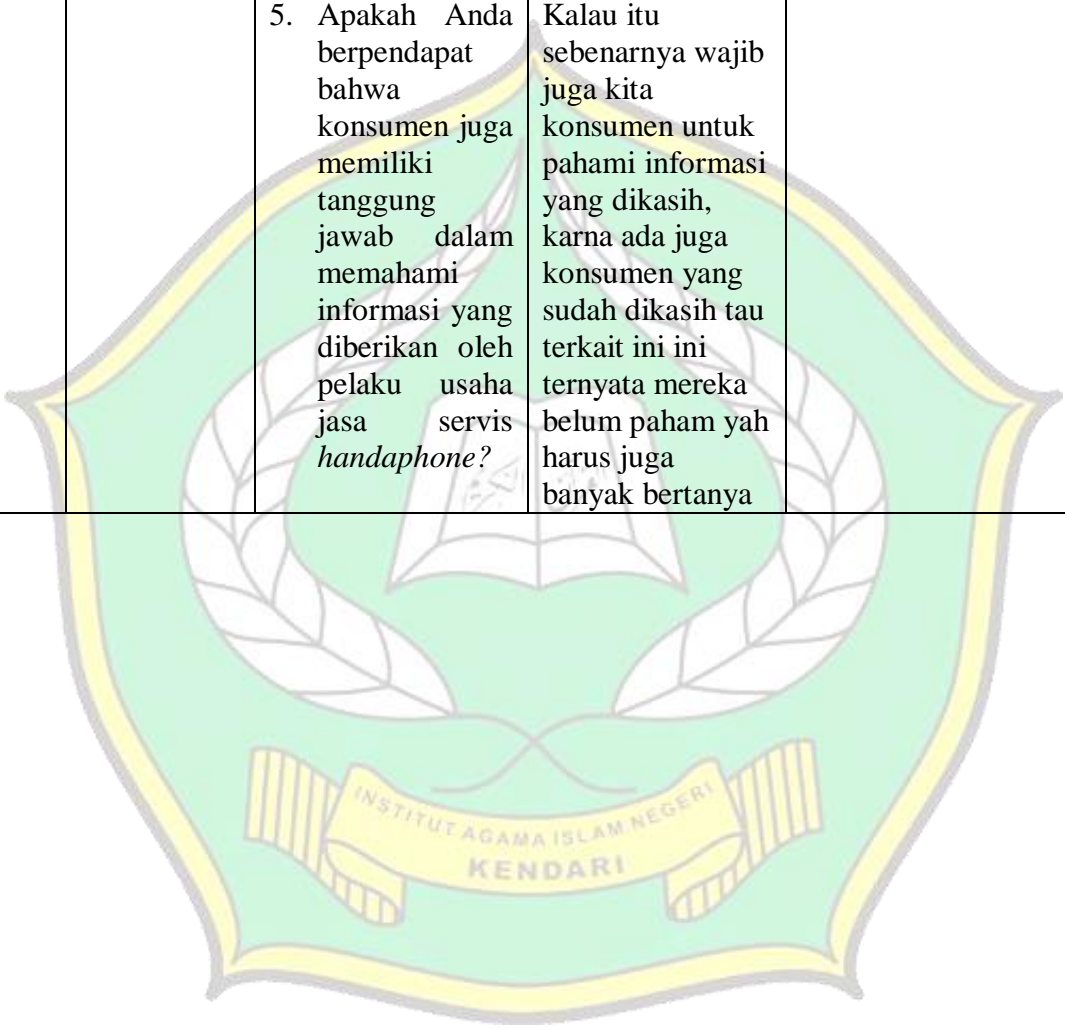 5. Apakah Anda
berpendapat
bahwa
konsumen juga
memiliki
tanggung
jawab dalam
memahami
informasi yang
diberikan oleh
pelaku usaha
jasa servis
handaphone?
Kalau itu
sebenarnya wajib
juga kita
konsumen untuk
pahami informasi
yang dikasih,
karna ada juga
konsumen yang
sudah dikasih tau
terkait ini ini
ternyata mereka
belum paham yah
harus juga
banyak bertanya
INSTITUT AGAMA ISLAM NEGERI
KENDARI